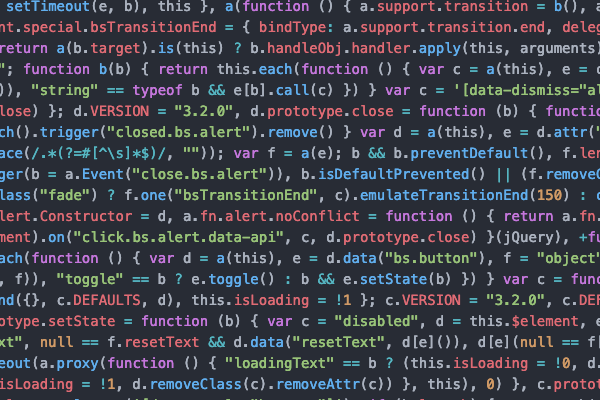 setTimeout(e, b), this }, a(function () { a.support.transition = b(), a
nt.special.bsTransitionEnd = { bindType: a.support.transition.end, deleg
return a(b.target).is(this) ? b.handleObj.handler.apply(this, arguments)
"; function b(b) { return this.each(function () { var c = a(this), e = c
)), "string" == typeof b && e[b].call(c) }) } var c = '[data-dismiss="al
lose) }; d.VERSION = "3.2.0", d.prototype.close = function (b) { functi
ch().trigger("closed.bs.alert").remove() } var d = a(this), e = d.attr("
ace(/.*(?=#[^\s]*$)/, "")); var f = a(e); b && b.preventDefault(), f.len
ger(b = a.Event("close.bs.alert")), b.isDefaultPrevented() || (f.removeC
lass("fade") ? f.one("bsTransitionEnd", c).emulateTransitionEnd(150) : c
lert.Constructor = d, a.fn.alert.noConflict = function () { return a.fn.
ment).on("click.bs.alert.data-api", c, d.prototype.close) }(jQuery), +fu
ach(function () { var d = a(this), e = d.data("bs.button"), f = "object"
, f)), "toggle" == b ? e.toggle() : b && e.setState(b) }) } var c = func
nd({}, c.DEFAULTS, d), this.isLoading = !1 }; c.VERSION = "3.2.0", c.DEF
otype.setState = function (b) { var c = "disabled", d = this.$element, e
xt", null == f.resetText && d.data("resetText", d[e]()), d[e](null == f[
eout(a.proxy(function () { "loadingText" == b ? (this.isLoading = !0, d.
isLoading = !1, d.removeClass(c).removeAttr(c)) }, this), 0) }, c.protot